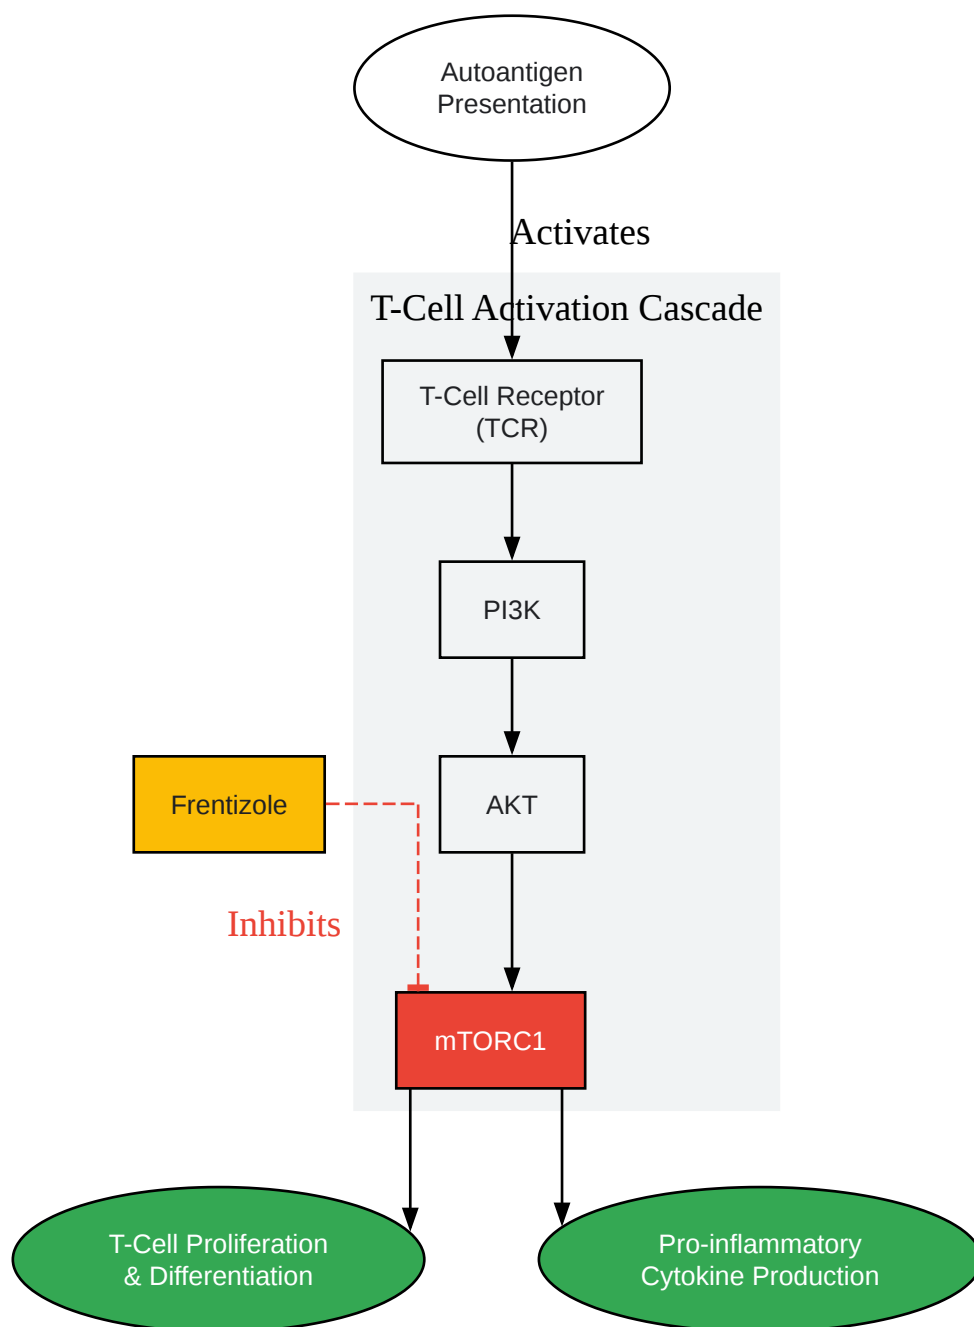 Autoantigen
Presentation
Activates
T-Cell Activation Cascade
T-Cell Receptor
(TCR)
PI3K
Frentizole
AKT
Inhibits
mTORC1
T-Cell Proliferation
& Differentiation
Pro-inflammatory
Cytokine Production